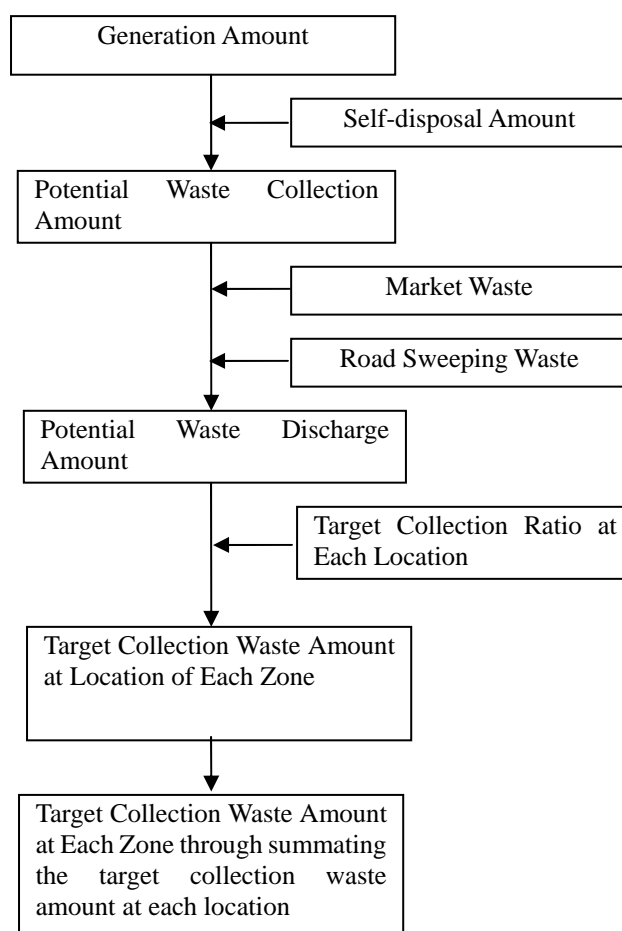 Generation Amount
Self-disposal Amount
Potential Waste Collection
Amount
Market Waste
Road Sweeping Waste
Potential Waste Discharge
Amount
Target Collection Ratio at
Each Location
Target Collection Waste Amount
at Location of Each Zone
Target Collection Waste Amount
at Each Zone through summating
the target collection waste
amount at each location